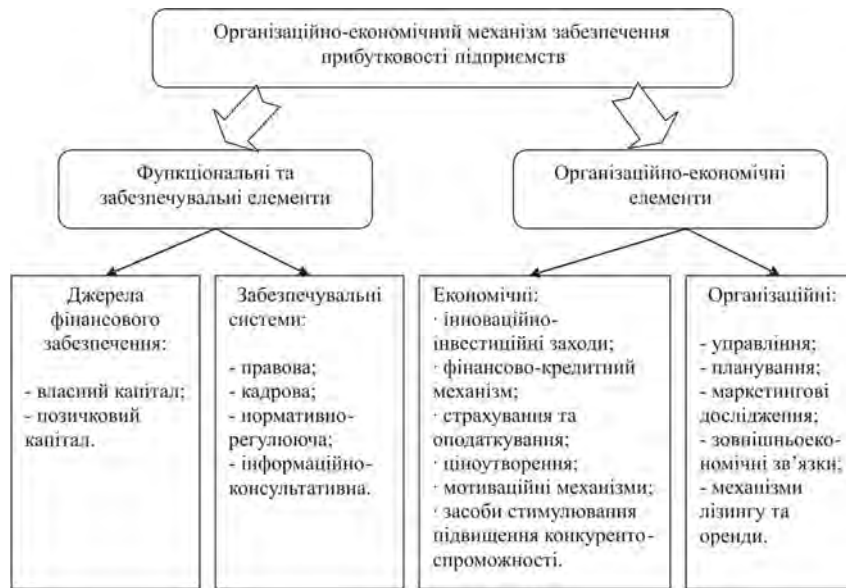 Організаційно-економічний механізм забезпечення
прибутковості підприємств
Функціональні та
забезпечувальні елементи
Організаційно-економічні
елементи
Джерела
фінансового
забезпечення:
- власний капітал;
- позичковий
капітал.
Забезпечувальні
системи:
- правова;
- кадрова;
- нормативно-
регулююча;
- інформаційно-
консультативна.
Економічні:
· інноваційно-
інвестиційні заходи;
· фінансово-кредитний
механізм;
· страхування та
оподаткування;
· ціноутворення;
· мотиваційні механізми;
· засоби стимулювання
підвищення конкуренто-
спроможності.
Організаційні:
- управління;
- планування;
- маркетингові
дослідження;
- зовнішньоеко-
номічні зв’язки;
- механізми
лізингу та
оренди.